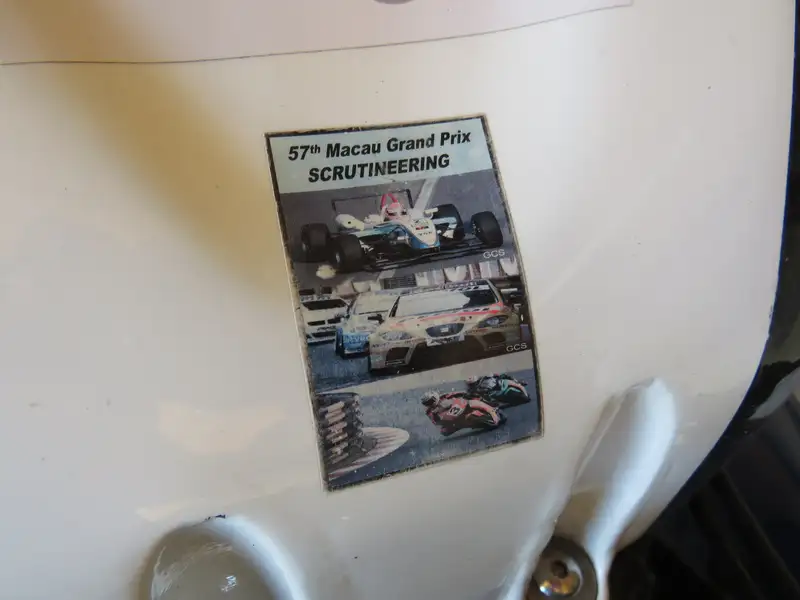 57th Macau Grand Prix
SCRUTINEERING
GCS
GCS